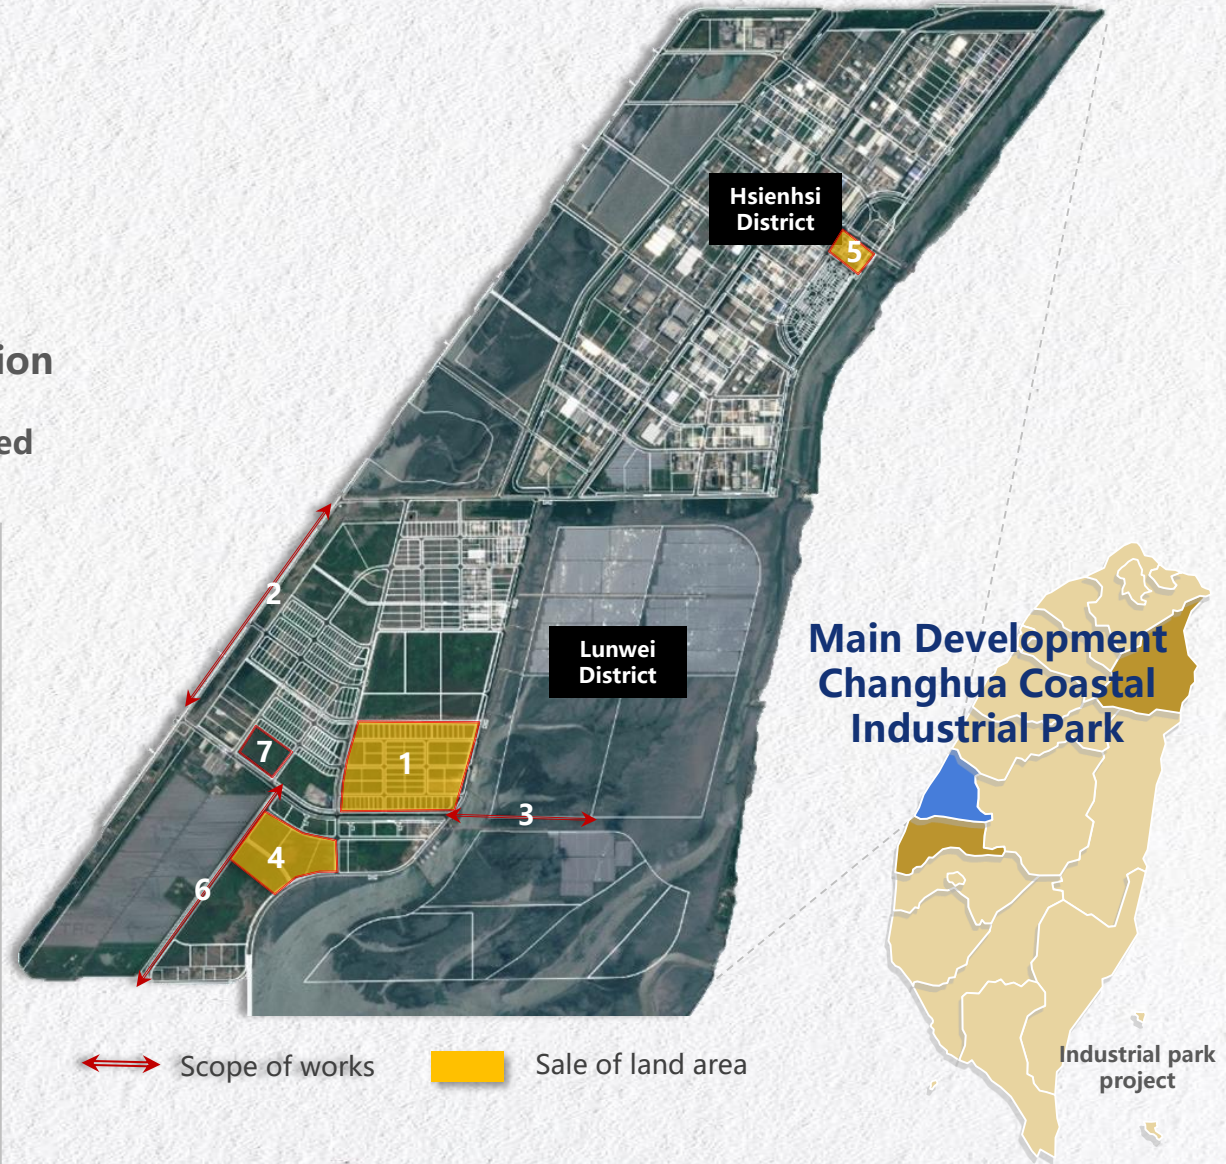 Hsienhsi
District
5
ion
ed
2
Lunwei
District
Main Development
Changhua Coastal
Industrial Park
7
1
3
4
6
Industrial park
project
Scope of works
Sale of land area